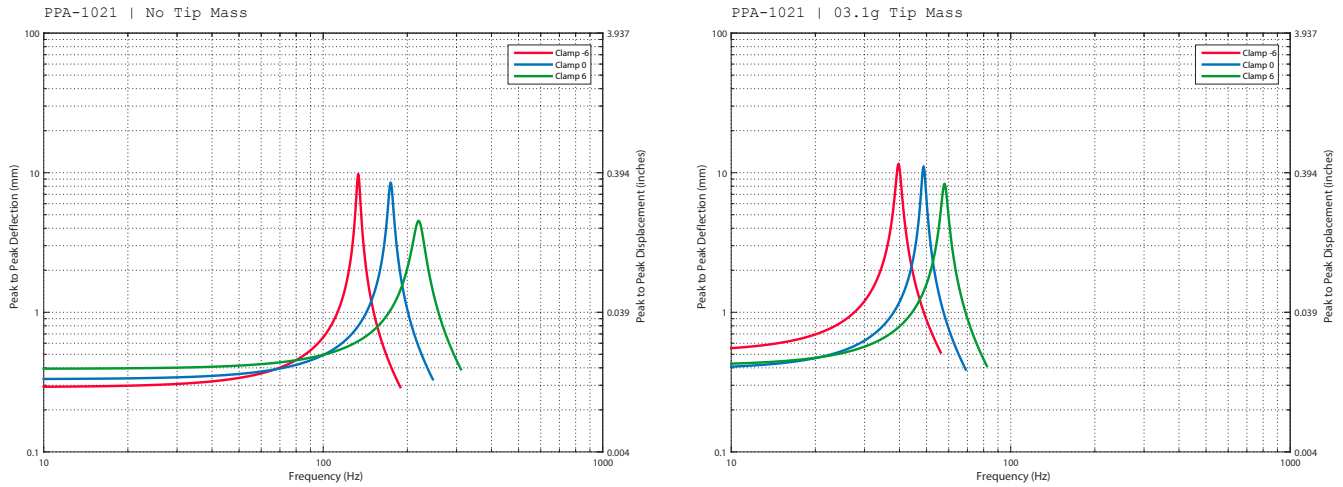 PPA-1021 | No Tip Mass
100
10
1
0.1
3.937
0.394
0.039
0.004
Clamp -6
Clamp 0
Clamp 6
Peak to Peak Deflection (mm)
Peak to Peak Displacement (inches)
10
100
1000
Frequency (Hz)
PPA-1021 | 03.1g Tip Mass
100
10
1
0.1
3.937
0.394
0.039
0.004
Clamp -6
Clamp 0
Clamp 6
Peak to Peak Deflection (mm)
Peak to Peak Displacement (inches)
10
100
1000
Frequency (Hz)